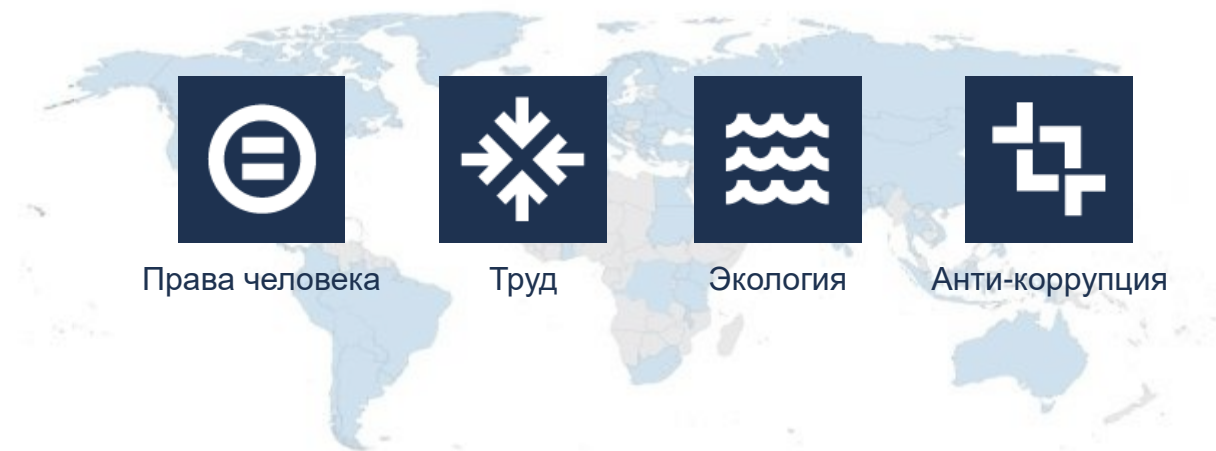 Права человека
Труд
Экология
Анти-коррупция